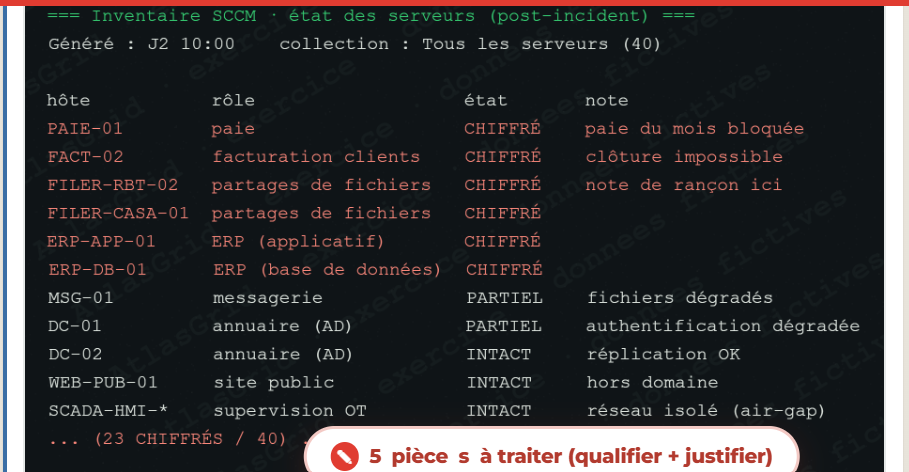 === Inventaire SCCM · état des serveurs (post-incident) ===
Généré : J2 10:00 collection : Tous les serveurs (40)
hôte rôle état note
PAIE-01 paie CHIFFRÉ paie du mois bloquée
FACT-02 facturation clients CHIFFRÉ clôture impossible
FILER-RBT-02 partages de fichiers CHIFFRÉ note de rançon ici
FILER-CASA-01 partages de fichiers CHIFFRÉ
ERP-APP-01 ERP (applicatif) CHIFFRÉ
ERP-DB-01 ERP (base de données) CHIFFRÉ
MSG-01 messagerie PARTIEL fichiers dégradés
DC-01 annuaire (AD) PARTIEL authentification dégradée
DC-02 annuaire (AD) INTACT réplication OK
WEB-PUB-01 site public INTACT hors domaine
SCADA-HMI-* supervision OT INTACT réseau isolé (air-gap)
... (23 CHIFFRÉS / 40) .
5 pièce s à traiter (qualifier + justifier)